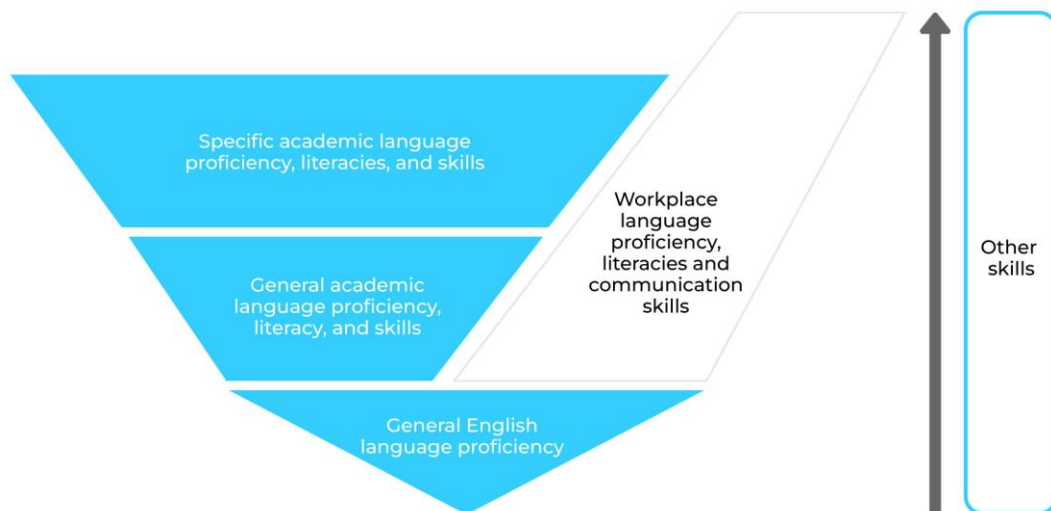 Specific academic language
proficiency, literacies, and skills
General academic
language proficiency,
literacy, and skills
Workplace
language
proficiency,
literacies and
communication
skills
General English
language proficiency
Other
skills